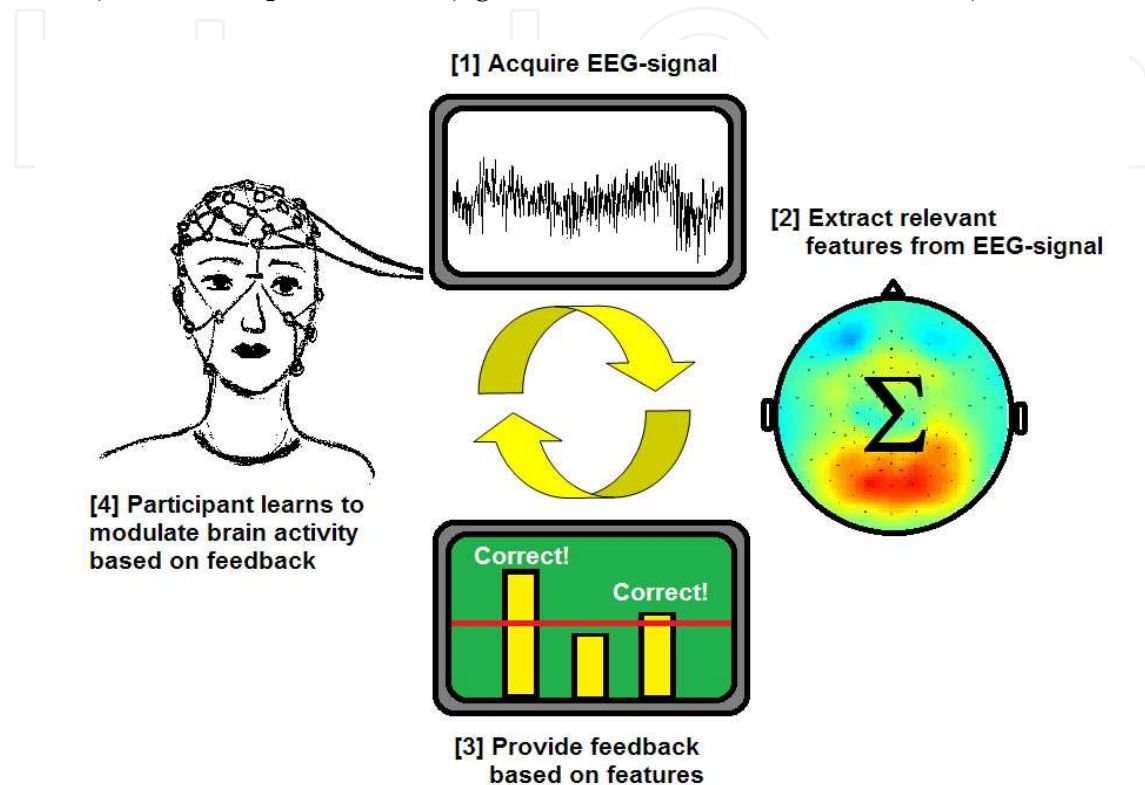 [1] Acquire EEG-signal
[2] Extract relevant
features from EEG-signal
Σ
Correct!
Correct!
[3] Provide feedback
based on features
[4] Participant learns to
modulate brain activity
based on feedback